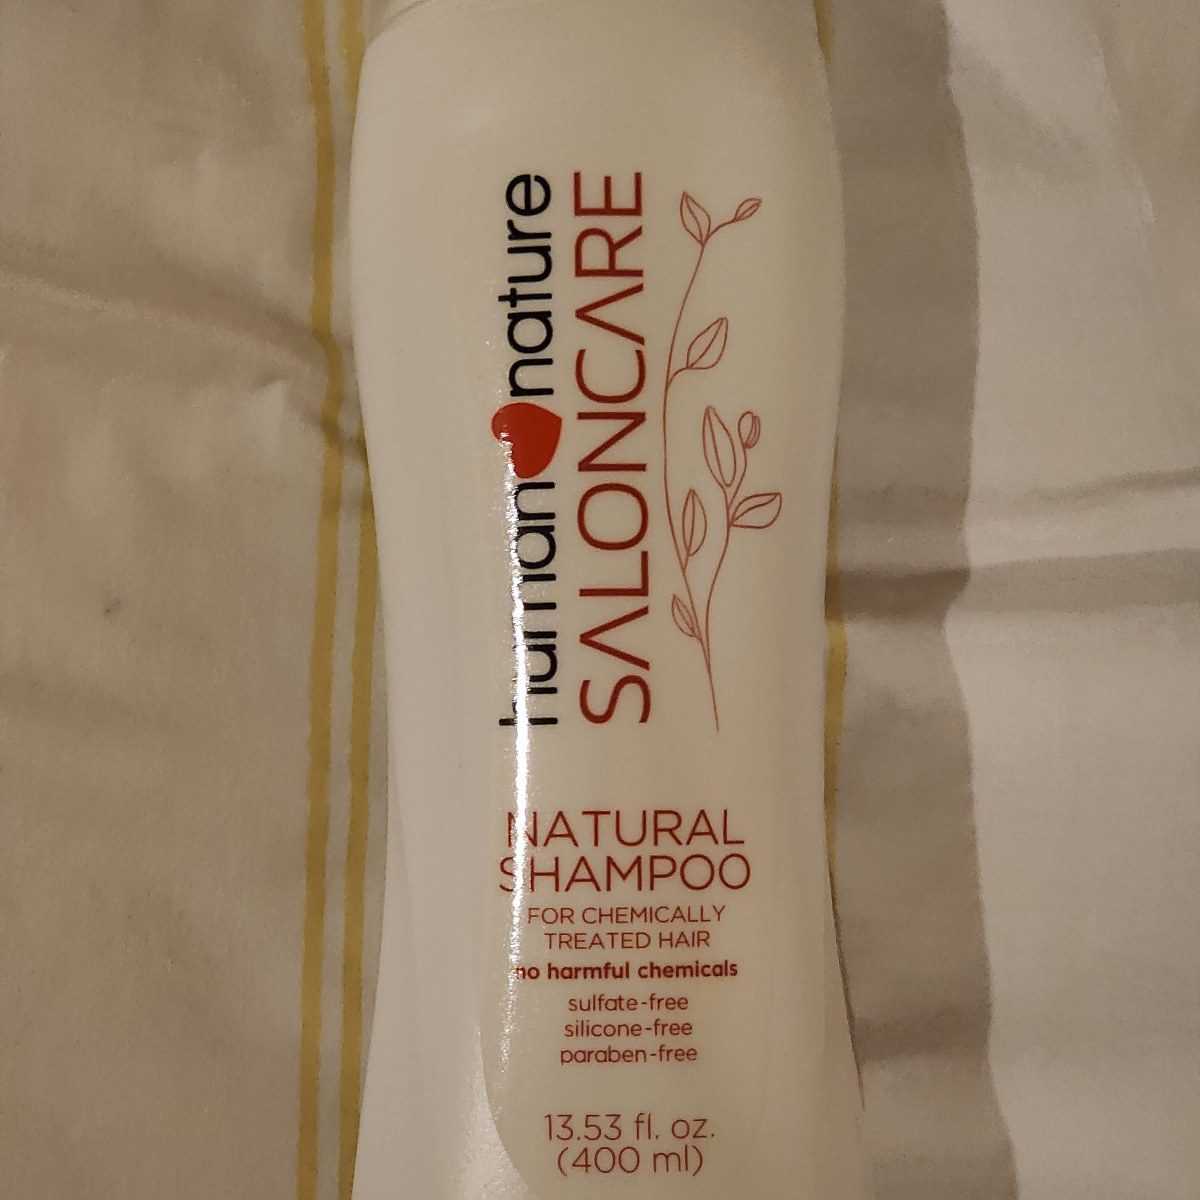 human nature
SALONCARE
NATURAL
SHAMPOO
FOR CHEMICALLY
TREATED HAIR
no harmful chemicals
sulfate-free
silicone-free
paraben-free
13.53 fl. oz.
(400 ml)